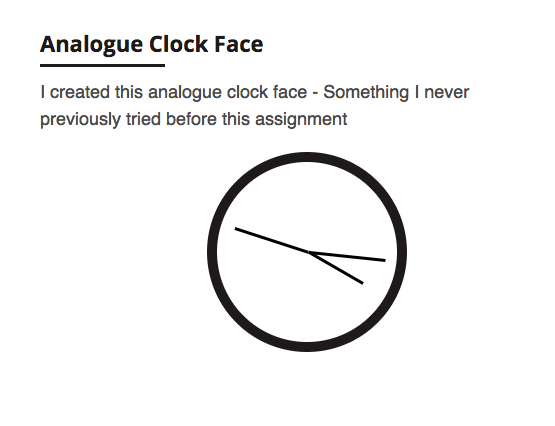 Analogue Clock Face
I created this analogue clock face - Something I never
previously tried before this assignment